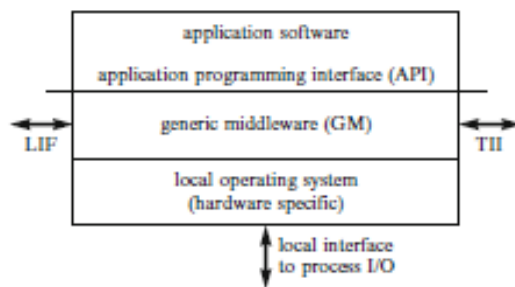 application software
application programming interface (API)
generic middleware (GM)
LIF
TII
local operating system
(hardware specific)
local interface
to process I/O